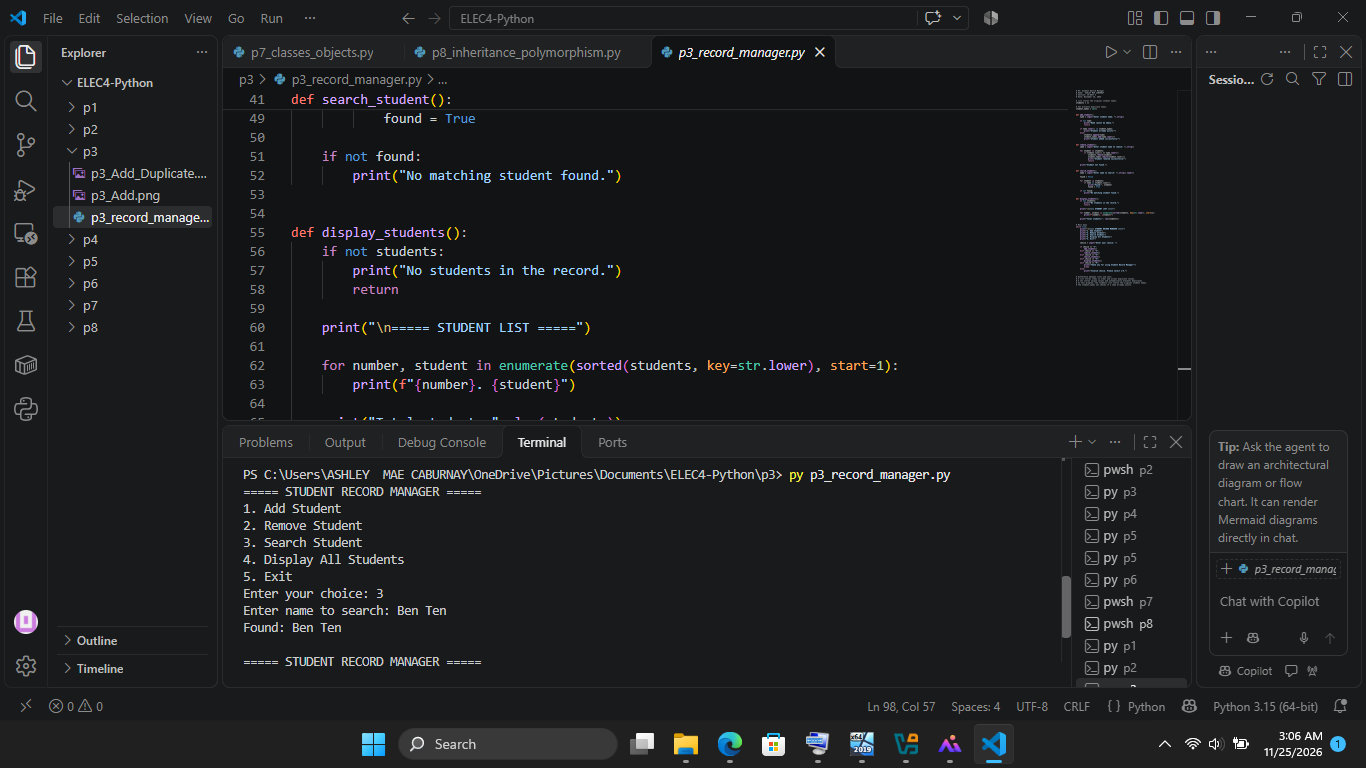 File Edit Selection View Go Run ···
ELEC4-Python
Explorer
ELEC4-Python
p1
p2
p3
p3_Add_Duplicate....
p3_Add.png
p3_record_manage...
p4
p5
p6
p7
p8
Outline
Timeline
p7_classes_objects.py p8_inheritance_polymorphism.py p3_record_manager.py
p3 > p3_record_manager.py > ...
41 def search_student():
49 found = True
50
51 if not found:
52 print("No matching student found.")
53
54
55 def display_students():
56 if not students:
57 print("No students in the record.")
58 return
59
60 print("\n===== STUDENT LIST =====")
61
62 for number, student in enumerate(sorted(students, key=str.lower), start=1):
63 print(f"{number}. {student}")
64
Problems Output Debug Console Terminal Ports
PS C:\Users\ASHLEY  MAE CABURNAY\OneDrive\Pictures\Documents\ELEC4-Python\p3> py p3_record_manager.py
===== STUDENT RECORD MANAGER =====
1. Add Student
2. Remove Student
3. Search Student
4. Display All Students
5. Exit
Enter your choice: 3
Enter name to search: Ben Ten
Found: Ben Ten
===== STUDENT RECORD MANAGER =====
pwsh p2
py p3
py p4
py p5
py p5
py p6
pwsh p7
pwsh p8
py p1
py p2
Sessio...
Tip: Ask the agent to
draw an architectural
diagram or flow
chart. It can render
Mermaid diagrams
directly in chat.
p3_record_manag
Chat with Copilot
Copilot
0 0
Ln 98, Col 57 Spaces: 4 UTF-8 CRLF { } Python Python 3.15 (64-bit)
Search
x64
2019
3:06 AM
11/25/2026
1